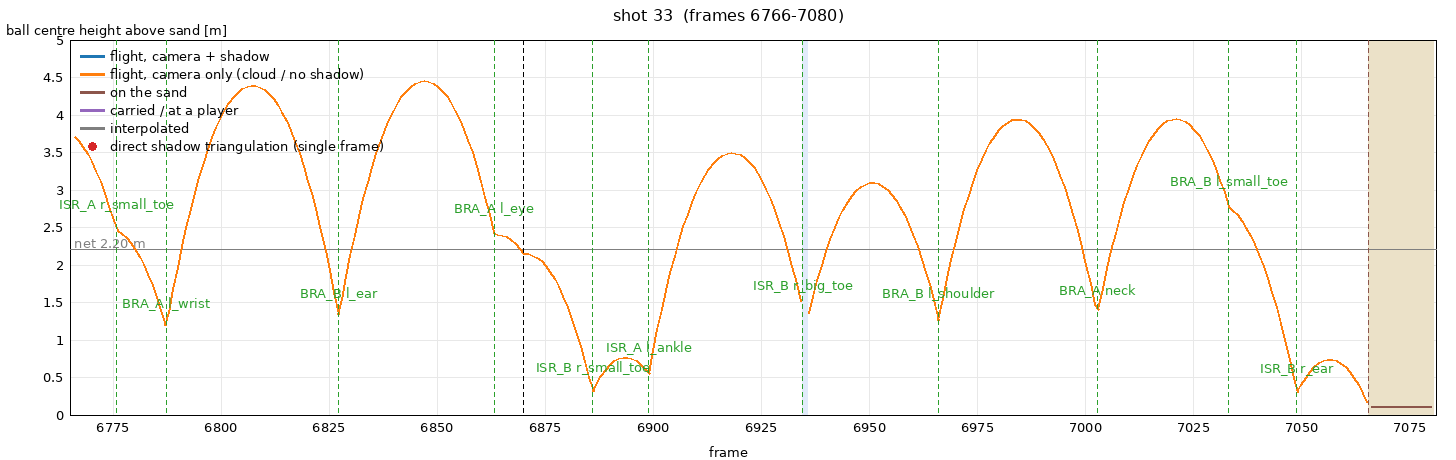 shot 33  (frames 6766-7080)
ball centre height above sand [m]
flight, camera + shadow
flight, camera only (cloud / no shadow)
on the sand
carried / at a player
interpolated
direct shadow triangulation (single frame)
5
4.5
4
3.5
3
2.5
2
1.5
1
0.5
0
net 2.20 m
ISR_A r_small_toe
BRA_A l_wrist
BRA_B l_ear
BRA_A l_eye
ISR_B r_small_toe
ISR_A l_ankle
ISR_B r_big_toe
BRA_B l_shoulder
BRA_A neck
BRA_B l_small_toe
ISR_B r_ear
6775 6800 6825 6850 6875 6900 6925 6950 6975 7000 7025 7050 7075
frame